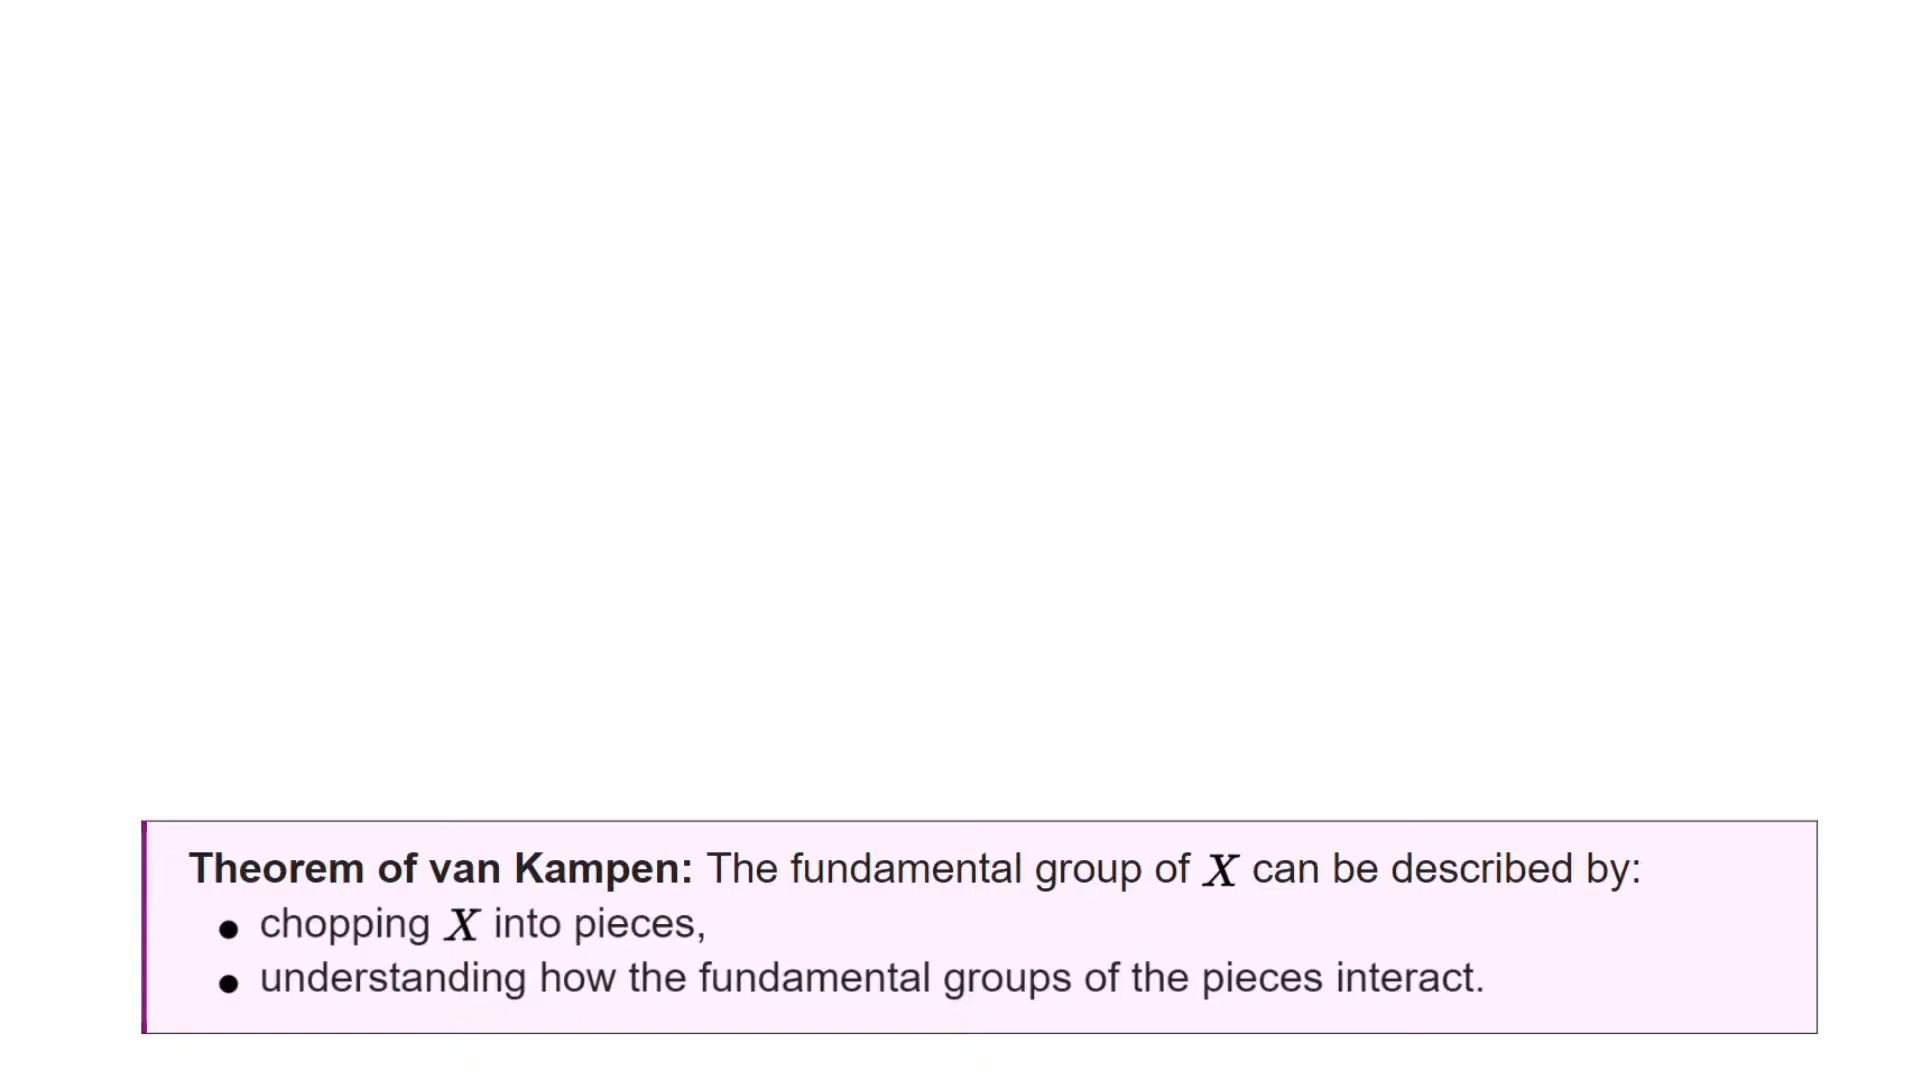 Theorem of van Kampen: The fundamental group of X can be described by:
● chopping X into pieces,
● understanding how the fundamental groups of the pieces interact.